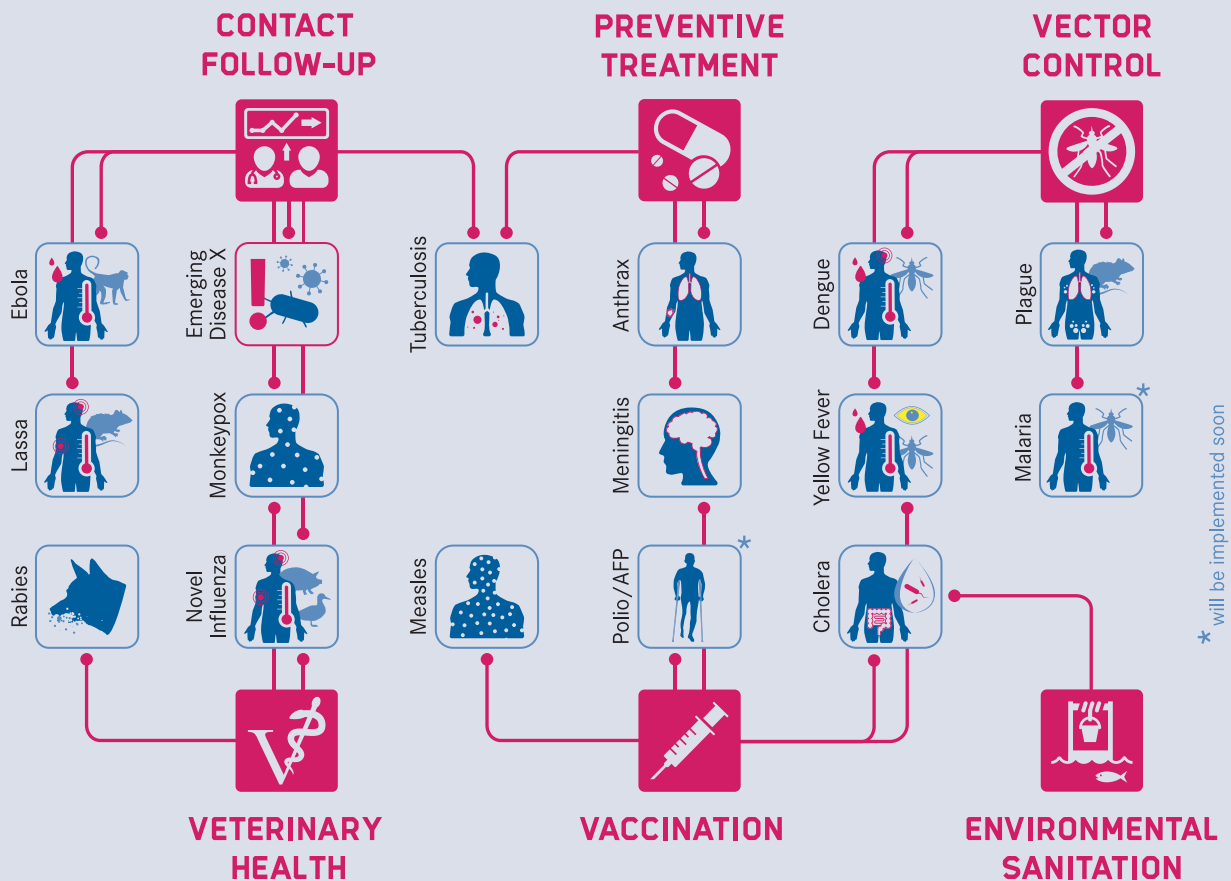 CONTACT
FOLLOW-UP
PREVENTIVE
TREATMENT
VECTOR
CONTROL
Ebola
Emerging
Disease X
Tuberculosis
Anthrax
Dengue
Plague
Lassa
Monkeypox
Meningitis
Yellow Fever
Malaria
*
Rabies
Novel
Influenza
Measles
Polio/AFP
*
Cholera
* will be implemented soon
V
VETERINARY
HEALTH
VACCINATION
ENVIRONMENTAL
SANITATION